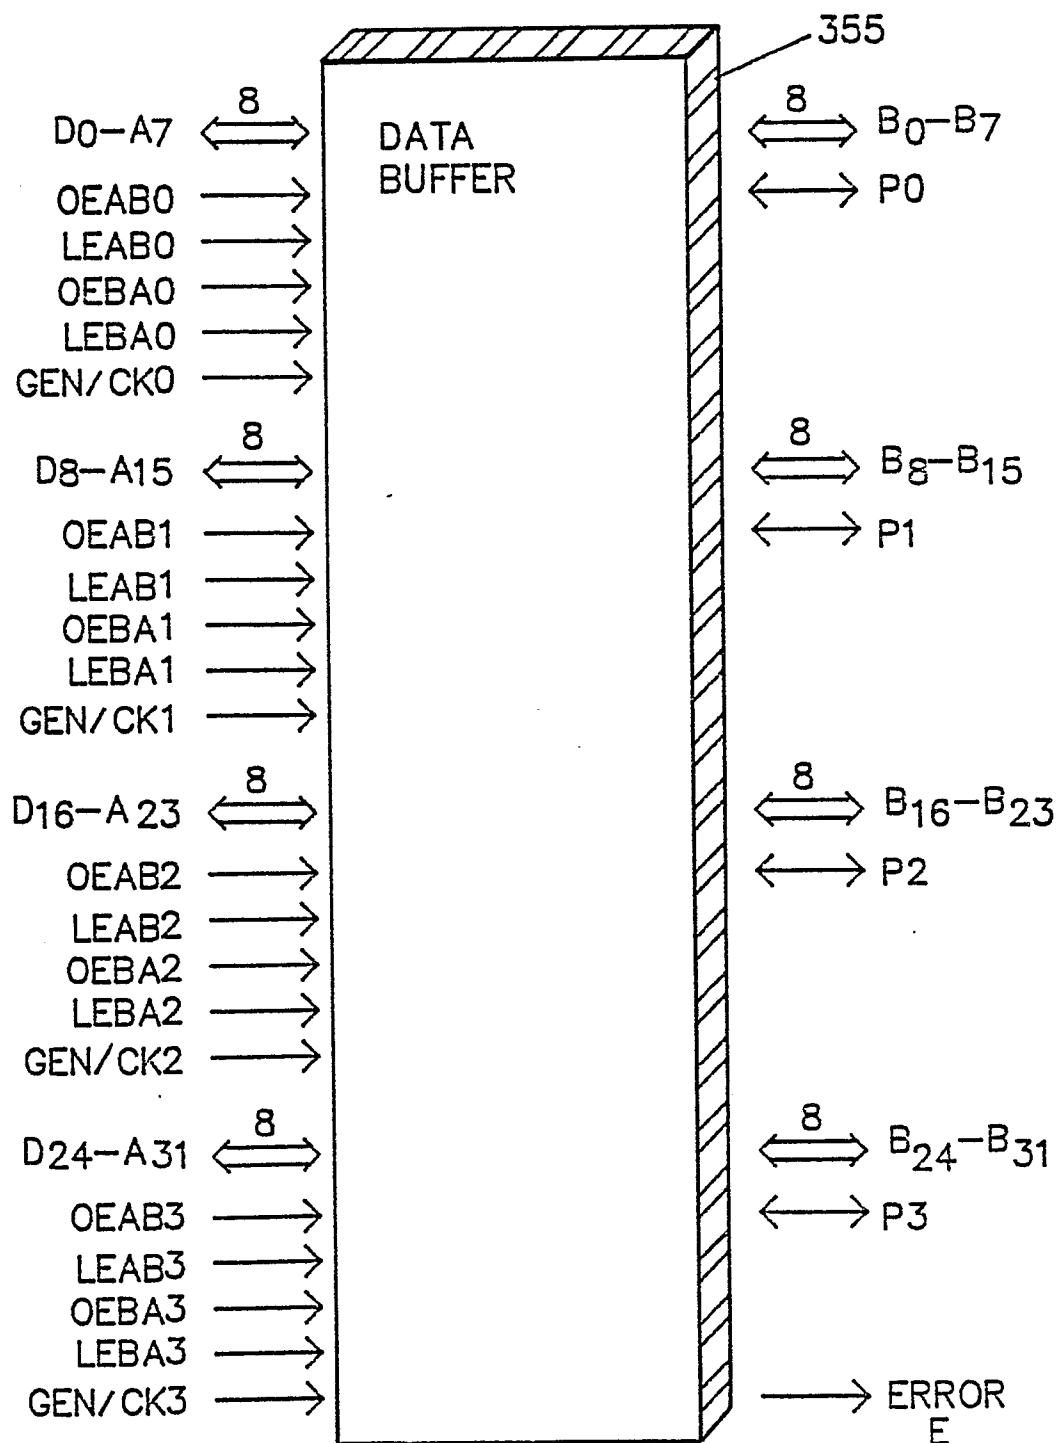 355
8
D0-A7
DATA
BUFFER
8
B0-B7
OEAB0
P0
LEAB0
OEBA0
LEBA0
GEN/CK0
8
D8-A15
8
B8-B15
OEAB1
P1
LEAB1
OEBA1
LEBA1
GEN/CK1
8
D16-A23
8
B16-B23
OEAB2
P2
LEAB2
OEBA2
LEBA2
GEN/CK2
8
D24-A31
8
B24-B31
OEAB3
P3
LEAB3
OEBA3
LEBA3
GEN/CK3
ERROR
E